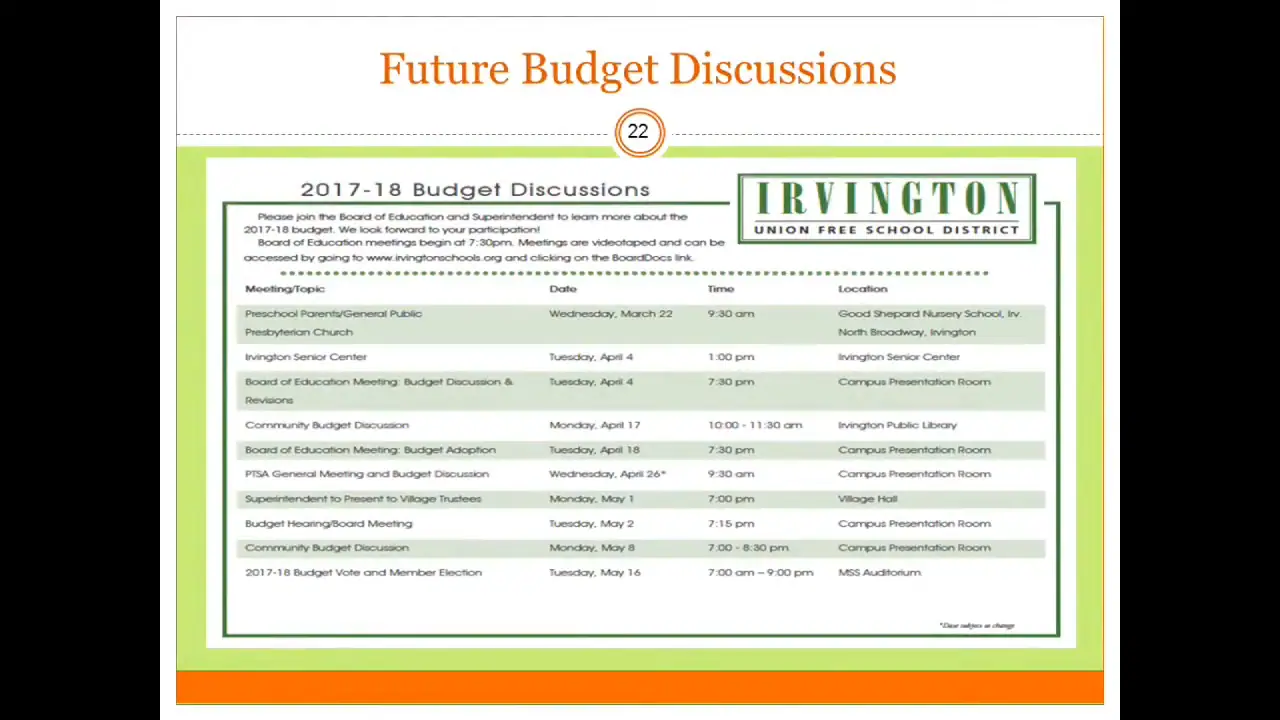 Future Budget Discussions
22
2017-18 Budget Discussions
IRVINGTON
UNION FREE SCHOOL DISTRICT
Please join the Board of Education and Superintendent to learn more about the
2017-18 budget. We look forward to your participation!
Board of Education meetings begin at 7:30pm. Meetings are videotaped and can be
accessed by going to www.irvingtonschools.org and clicking on the BoardDocs link.
Meeting/Topic Date Time Location
Preschool Parents/General Public Wednesday, March 22 9:30 am Good Shepard Nursery School, Irv.
Presbyterian Church North Broadway, Irvington
Irvington Senior Center Tuesday, April 4 1:00 pm Irvington Senior Center
Board of Education Meeting: Budget Discussion & Tuesday, April 4 7:30 pm Campus Presentation Room
Revisions
Community Budget Discussion Monday, April 17 10:00 - 11:30 am Irvington Public Library
Board of Education Meeting: Budget Adoption Tuesday, April 18 7:30 pm Campus Presentation Room
PTSA General Meeting and Budget Discussion Wednesday, April 26* 9:30 am Campus Presentation Room
Superintendent to Present to Village Trustees Monday, May 1 7:00 pm Village Hall
Budget Hearing/Board Meeting Tuesday, May 2 7:15 pm Campus Presentation Room
Community Budget Discussion Monday, May 8 7:00 - 8:30 pm Campus Presentation Room
2017-18 Budget Vote and Member Election Tuesday, May 16 7:00 am – 9:00 pm MSS Auditorium
*Date subject to change